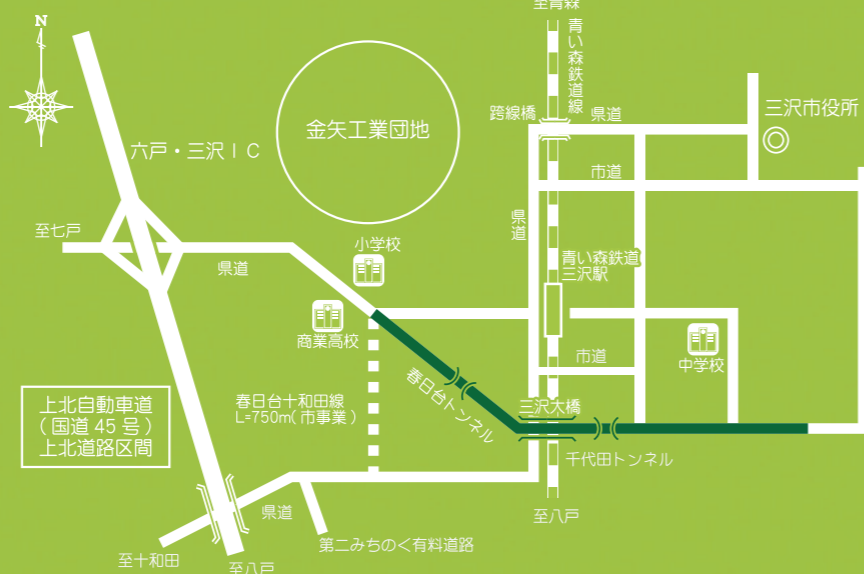 至青森
N
青い森鉄道線
跨線橋
県道
三沢市役所
金矢工業団地
六戸・三沢ＩＣ
市道
県道
至七戸
小学校
県道
青い森鉄道
三沢駅
商業高校
市道
中学校
春日台トンネル
上北自動車道
（国道 45 号）
上北道路区間
春日台十和田線
L=750m( 市事業 )
三沢大橋
千代田トンネル
県道
至八戸
第二みちのく有料道路
至十和田
至八戸